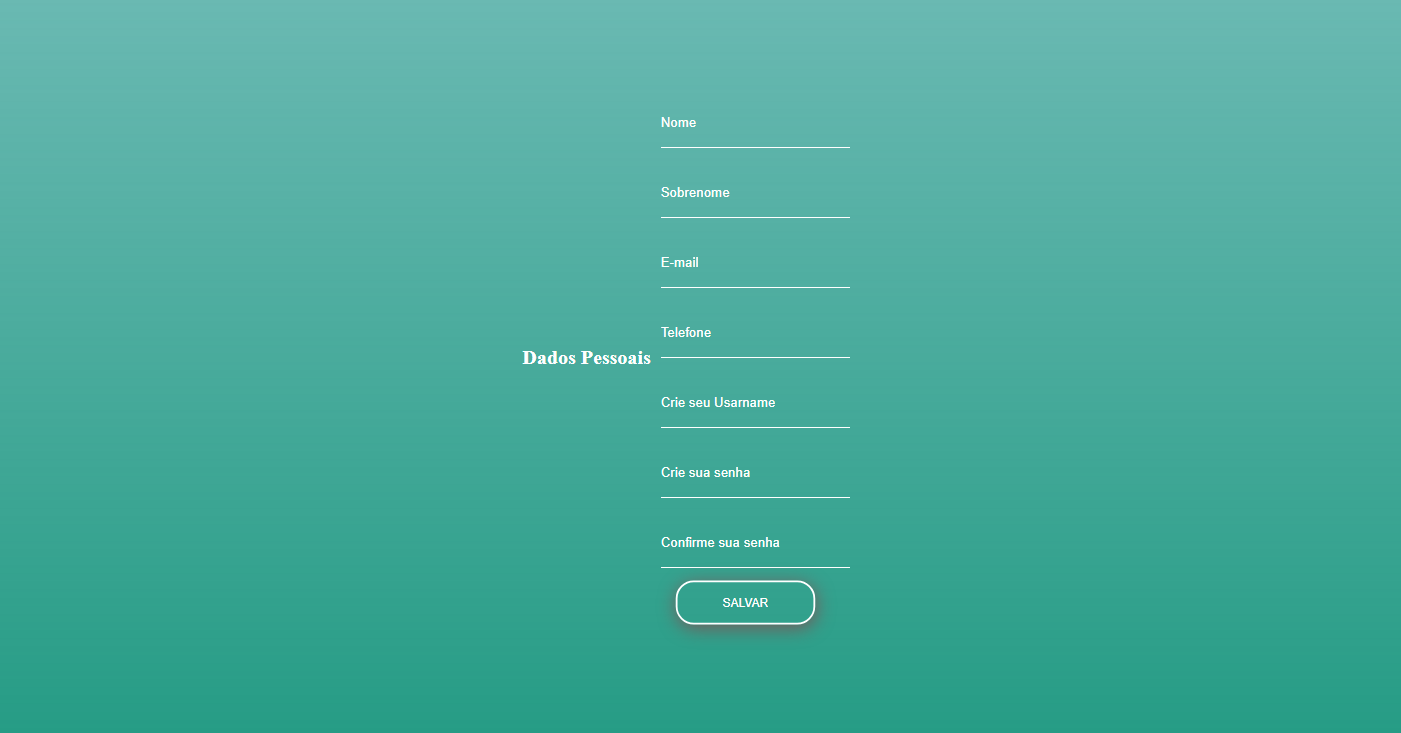 Nome
Sobrenome
E-mail
Telefone
Dados Pessoais
Crie seu Usarname
Crie sua senha
Confirme sua senha
SALVAR